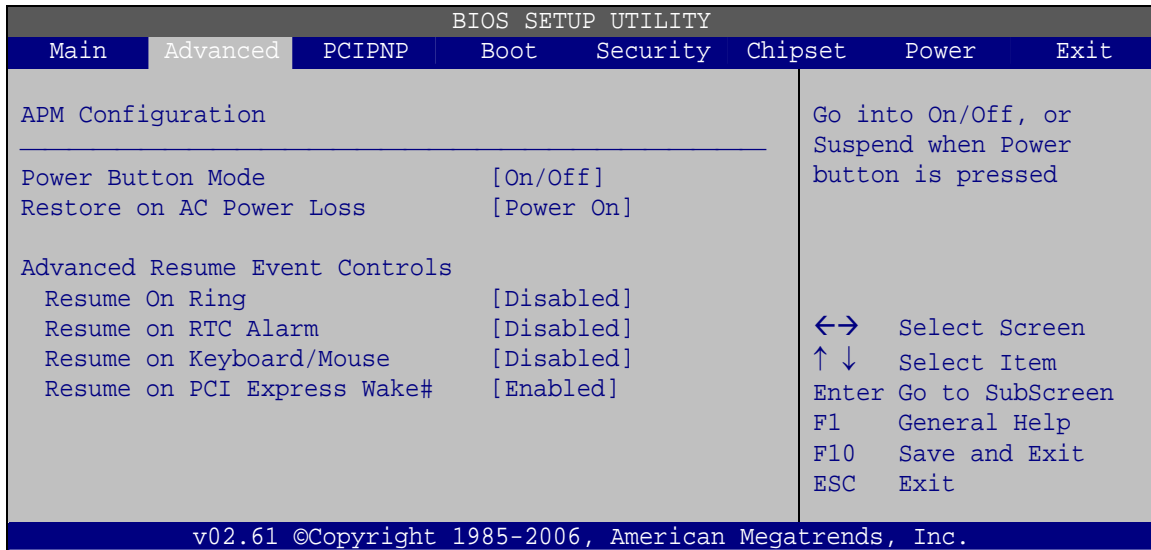 BIOS SETUP UTILITY
Main Advanced PCIPNP Boot Security Chipset Power Exit
APM Configuration
Power Button Mode [On/Off]
Restore on AC Power Loss [Power On]
Advanced Resume Event Controls
Resume On Ring [Disabled]
Resume on RTC Alarm [Disabled]
Resume on Keyboard/Mouse [Disabled]
Resume on PCI Express Wake# [Enabled]
Go into On/Off, or
Suspend when Power
button is pressed
←→ Select Screen
↑ ↓ Select Item
Enter Go to SubScreen
F1 General Help
F10 Save and Exit
ESC Exit
v02.61 ©Copyright 1985-2006, American Megatrends, Inc.